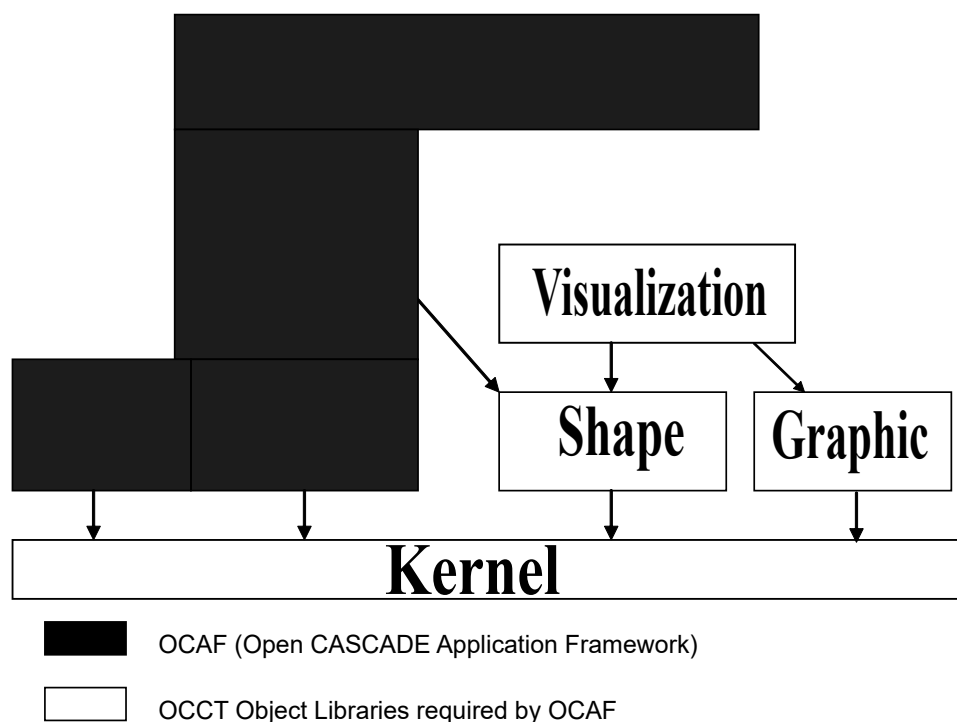 Visualization
Shape
Graphic
Kernel
OCAF (Open CASCADE Application Framework)
OCCT Object Libraries required by OCAF